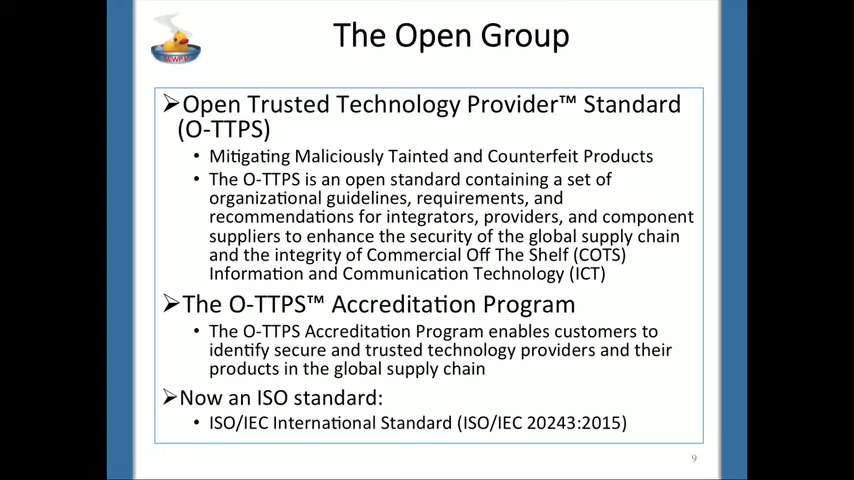 The Open Group
SEWP V
➢Open Trusted Technology Provider™ Standard
(O-TTPS)
• Mitigating Maliciously Tainted and Counterfeit Products
• The O-TTPS is an open standard containing a set of
organizational guidelines, requirements, and
recommendations for integrators, providers, and component
suppliers to enhance the security of the global supply chain
and the integrity of Commercial Off The Shelf (COTS)
Information and Communication Technology (ICT)
➢The O-TTPS™ Accreditation Program
• The O-TTPS Accreditation Program enables customers to
identify secure and trusted technology providers and their
products in the global supply chain
➢Now an ISO standard:
• ISO/IEC International Standard (ISO/IEC 20243:2015)
9